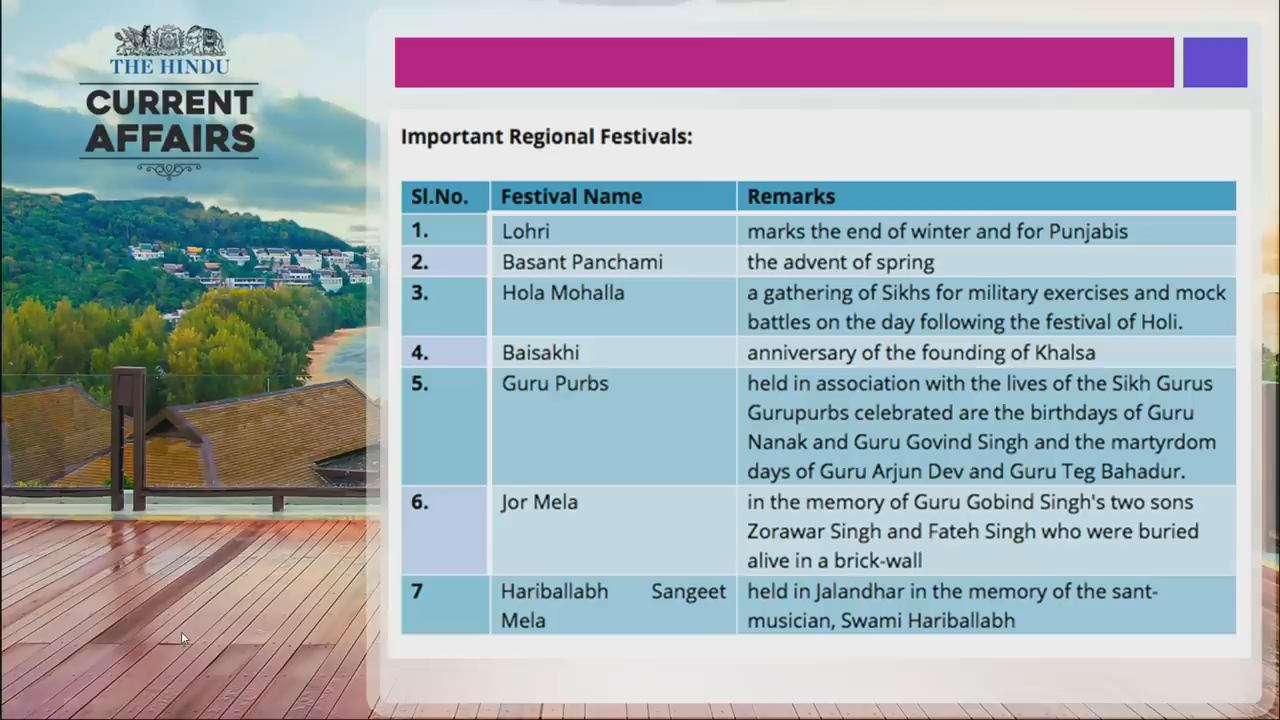 THE HINDU
CURRENT
AFFAIRS
Important Regional Festivals:
Sl.No. Festival Name Remarks
1. Lohri marks the end of winter and for Punjabis
2. Basant Panchami the advent of spring
3. Hola Mohalla a gathering of Sikhs for military exercises and mock
battles on the day following the festival of Holi.
4. Baisakhi anniversary of the founding of Khalsa
5. Guru Purbs held in association with the lives of the Sikh Gurus
Gurupurbs celebrated are the birthdays of Guru
Nanak and Guru Govind Singh and the martyrdom
days of Guru Arjun Dev and Guru Teg Bahadur.
6. Jor Mela in the memory of Guru Gobind Singh's two sons
Zorawar Singh and Fateh Singh who were buried
alive in a brick-wall
7 Hariballabh Sangeet held in Jalandhar in the memory of the sant-
Mela musician, Swami Hariballabh